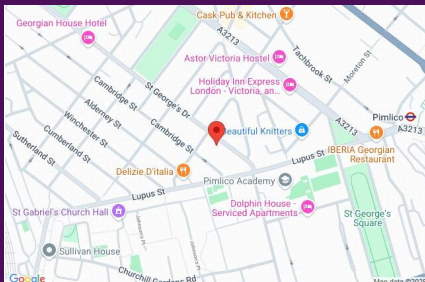 Cask Pub & Kitchen
Georgian House Hotel
A3213
Astor Victoria Hostel
Tachbrook St
Moreton St
Holiday Inn Express
London - Victoria, an...
Cambridge St
St George's Dr
Alderney St
Winchester St
Cumberland St
Sutherland St
Cambridge St
A3213
Pimlico
A3213
Beautiful Knitters
IBERIA Georgian
Restaurant
Lupus St
Delizie D'italia
Pimlico Academy
Lupus St
Dolphin House -
Serviced Apartments
St Gabriel's Church Hall
Johnson's Pl
St George's
Square
Sullivan House
Churchill Gardens Rd
Google